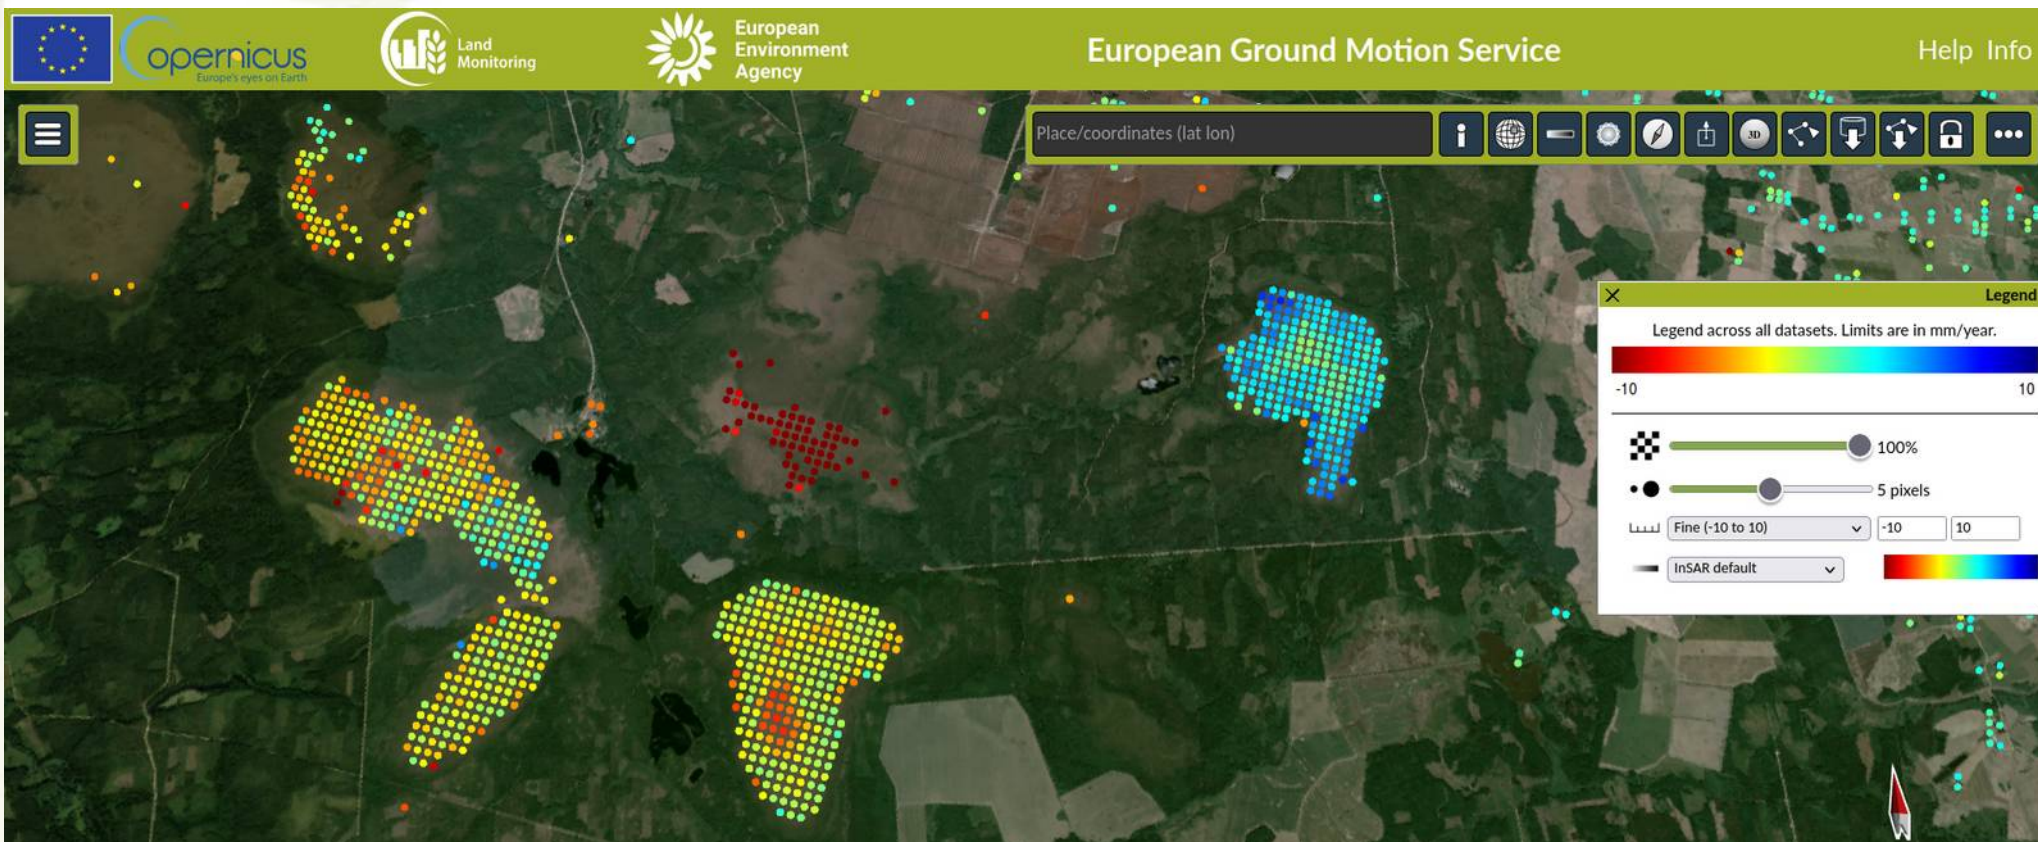 Copernicus
Europe's eyes on Earth
Land
Monitoring
European
Environment
Agency
European Ground Motion Service
Help Info
Place/coordinates (lat lon)
3D
Legend
Legend across all datasets. Limits are in mm/year.
-10 10
100%
5 pixels
Fine (-10 to 10) -10 10
InSAR default